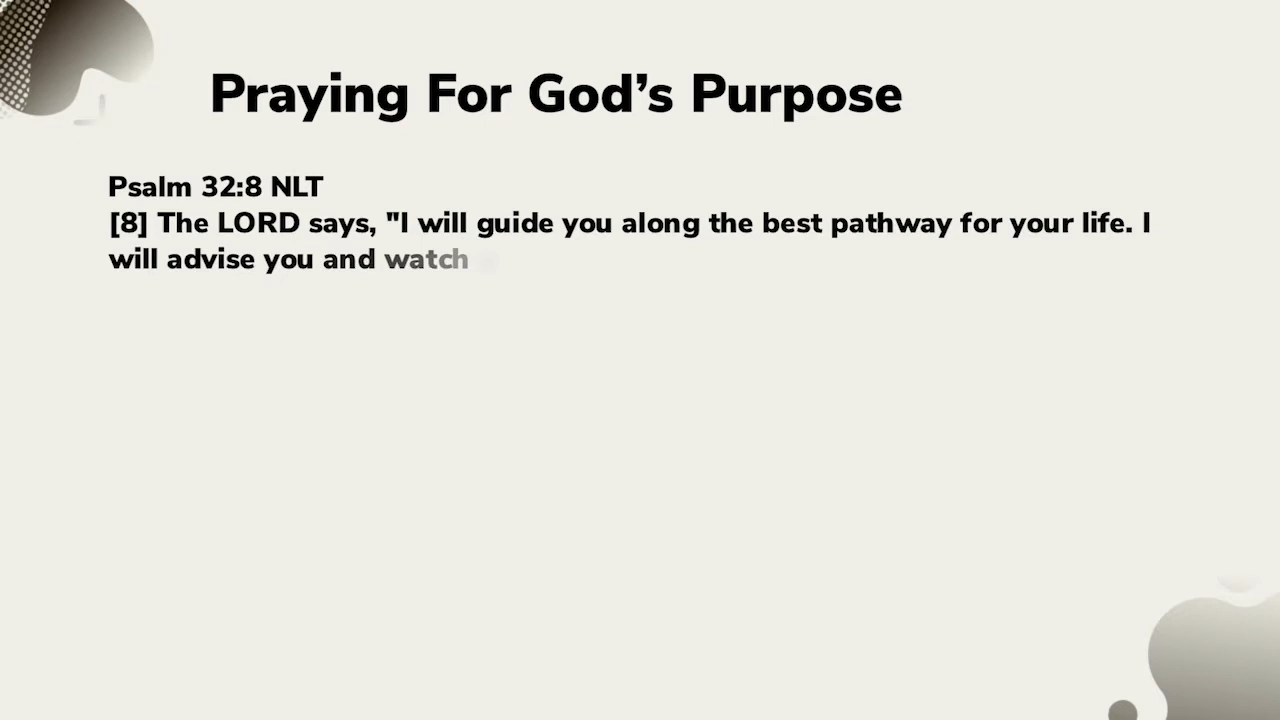 Praying For God’s Purpose
Psalm 32:8 NLT
[8] The LORD says, "I will guide you along the best pathway for your life. I
will advise you and watch